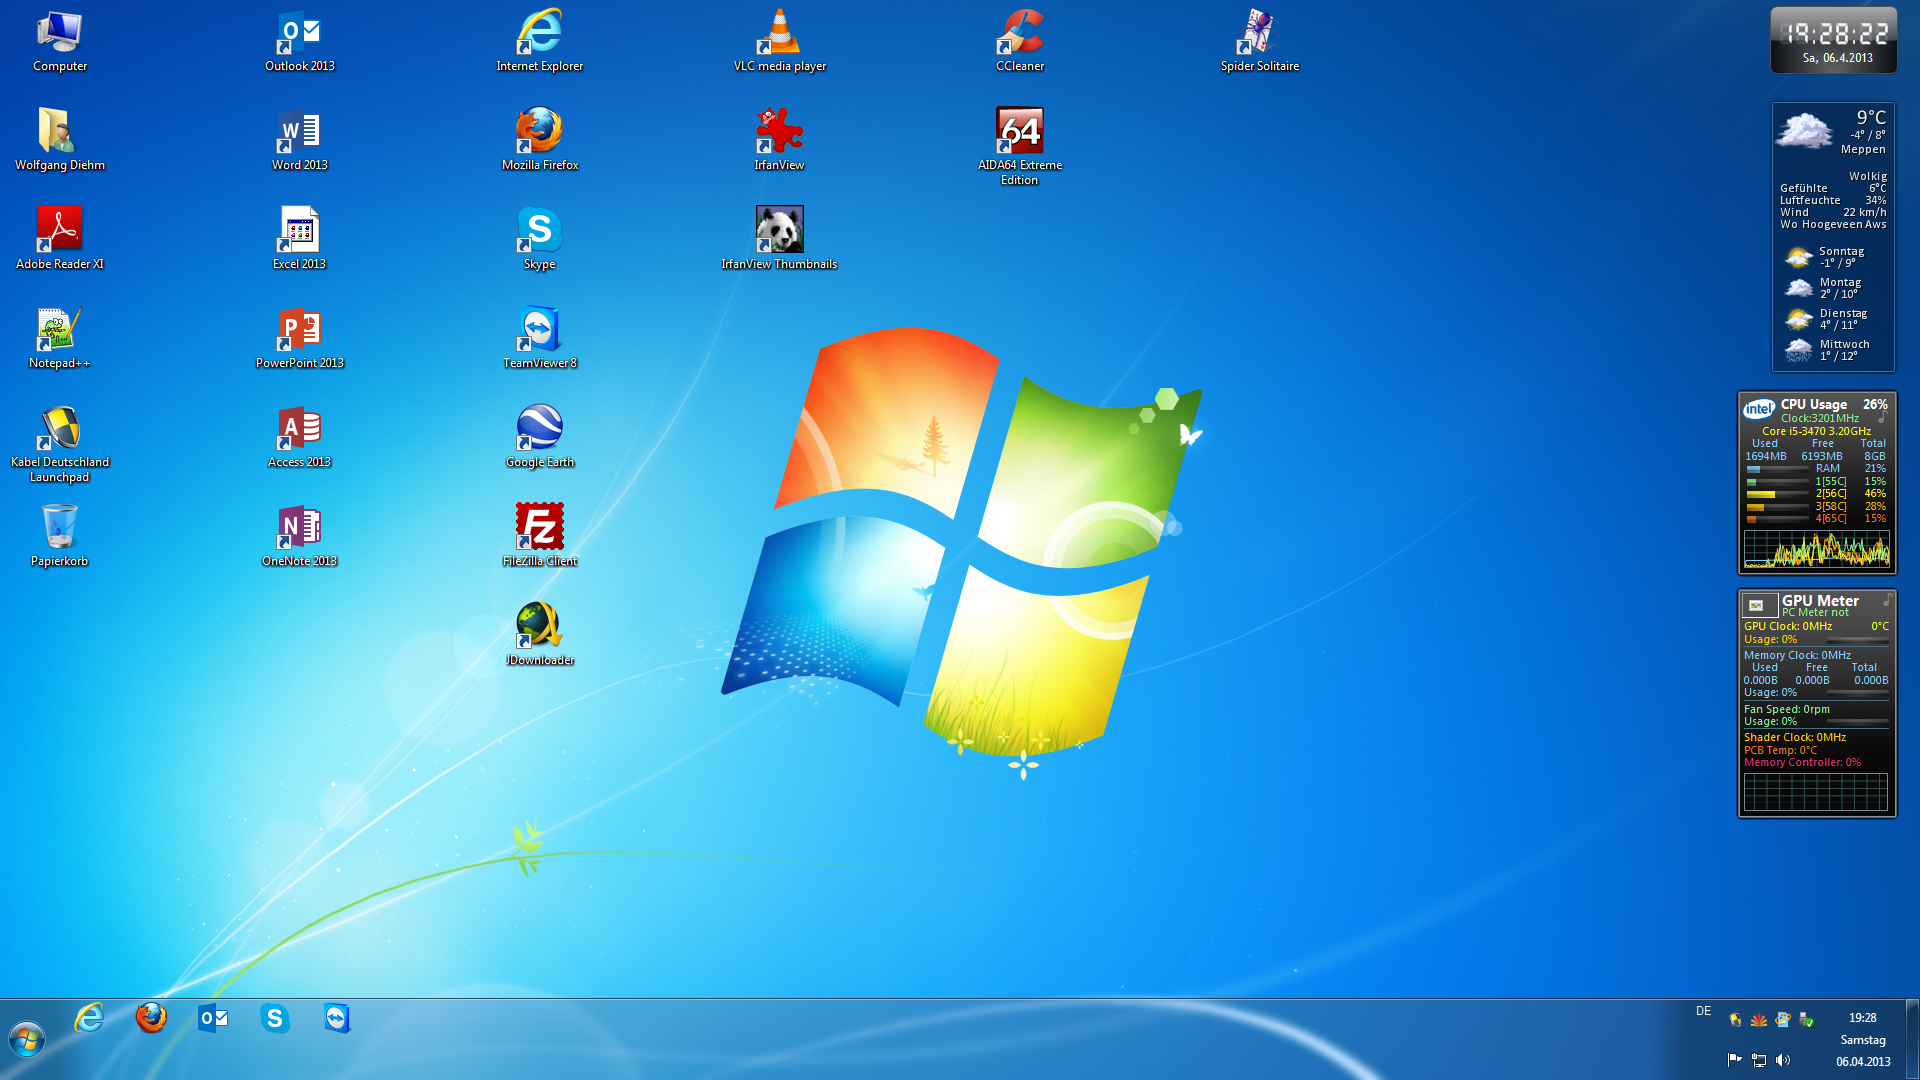 Computer
Wolfgang Diehm
Adobe Reader XI
Notepad++
Kabel Deutschland
Launchpad
Papierkorb
Outlook 2013
Word 2013
Excel 2013
PowerPoint 2013
Access 2013
OneNote 2013
Internet Explorer
Mozilla Firefox
Skype
TeamViewer 8
Google Earth
FileZilla Client
JDownloader
VLC media player
IrfanView
IrfanView Thumbnails
CCleaner
64
AIDA64 Extreme
Edition
Spider Solitaire
19:28:22
Sa, 06.4.2013
9°C
-4° / 8°
Meppen
Wolkig
Gefühlte 6°C
Luftfeuchte 34%
Wind 22 km/h
Wo Hoogeveen Aws
Sonntag
-1° / 9°
Montag
2° / 10°
Dienstag
4° / 11°
Mittwoch
1° / 12°
intel CPU Usage 26%
Clock:3201MHz
Core i5-3470 3.20GHz
Used Free Total
1694MB 6193MB 8GB
RAM 21%
1[55C] 15%
2[56C] 46%
3[58C] 28%
4[65C] 15%
GPU Meter
PC Meter not
GPU Clock: 0MHz 0°C
Usage: 0%
Memory Clock: 0MHz
Used Free Total
0.000B 0.000B 0.000B
Usage: 0%
Fan Speed: 0rpm
Usage: 0%
Shader Clock: 0MHz
PCB Temp: 0°C
Memory Controller: 0%
DE
19:28
Samstag
06.04.2013